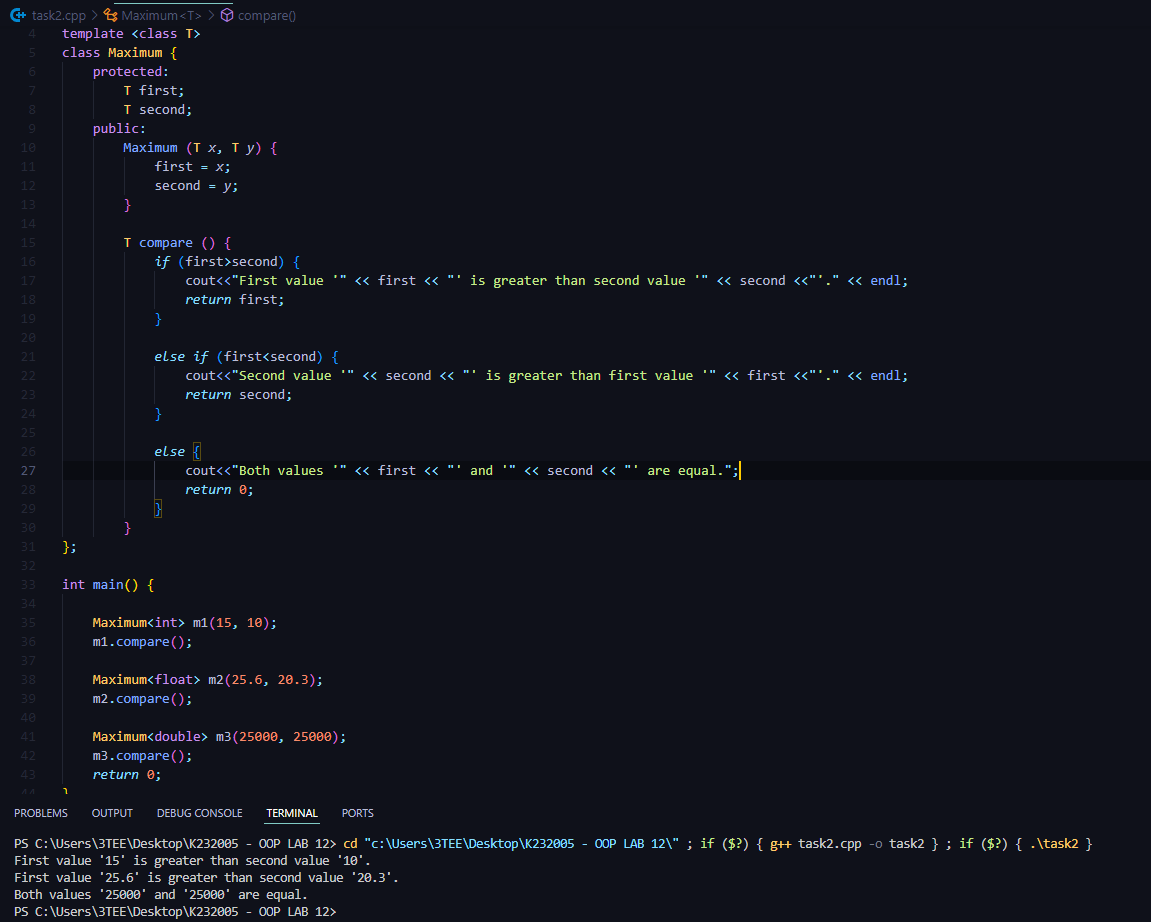 task2.cpp > Maximum<T> > compare()
4 template <class T>
5 class Maximum {
6 protected:
7 T first;
8 T second;
9 public:
10 Maximum (T x, T y) {
11 first = x;
12 second = y;
13 }
14
15 T compare () {
16 if (first>second) {
17 cout<<"First value '" << first << "' is greater than second value '" << second <<"'." << endl;
18 return first;
19 }
20
21 else if (first<second) {
22 cout<<"Second value '" << second << "' is greater than first value '" << first <<"'." << endl;
23 return second;
24 }
25
26 else {
27 cout<<"Both values '" << first << "' and '" << second << "' are equal.";
28 return 0;
29 }
30 }
31 };
32
33 int main() {
34
35 Maximum<int> m1(15, 10);
36 m1.compare();
37
38 Maximum<float> m2(25.6, 20.3);
39 m2.compare();
40
41 Maximum<double> m3(25000, 25000);
42 m3.compare();
43 return 0;
44 }
PROBLEMS OUTPUT DEBUG CONSOLE TERMINAL PORTS
PS C:\Users\3TEE\Desktop\K232005 - OOP LAB 12> cd "c:\Users\3TEE\Desktop\K232005 - OOP LAB 12\" ; if ($?) { g++ task2.cpp -o task2 } ; if ($?) { .\task2 }
First value '15' is greater than second value '10'.
First value '25.6' is greater than second value '20.3'.
Both values '25000' and '25000' are equal.
PS C:\Users\3TEE\Desktop\K232005 - OOP LAB 12>